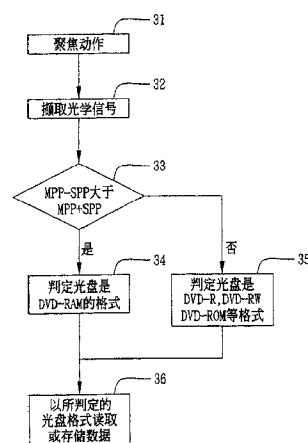 31
聚焦动作
32
撷取光学信号
33
MPP-SPP大于
MPP+SPP
是
否
34
判定光盘是
DVD-RAM的格式
35
判定光盘是
DVD-R,DVD-RW
DVD-ROM等格式
36
以所判定的
光盘格式读取
或存储数据